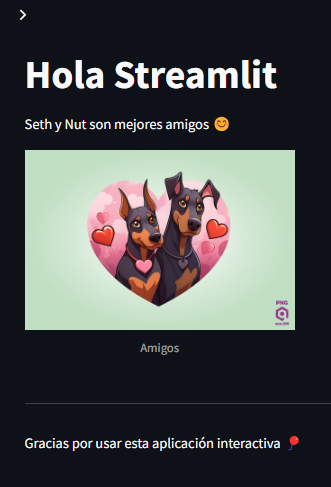 Hola Streamlit
Seth y Nut son mejores amigos 😊
PNG
Amigos
Gracias por usar esta aplicación interactiva 🎈